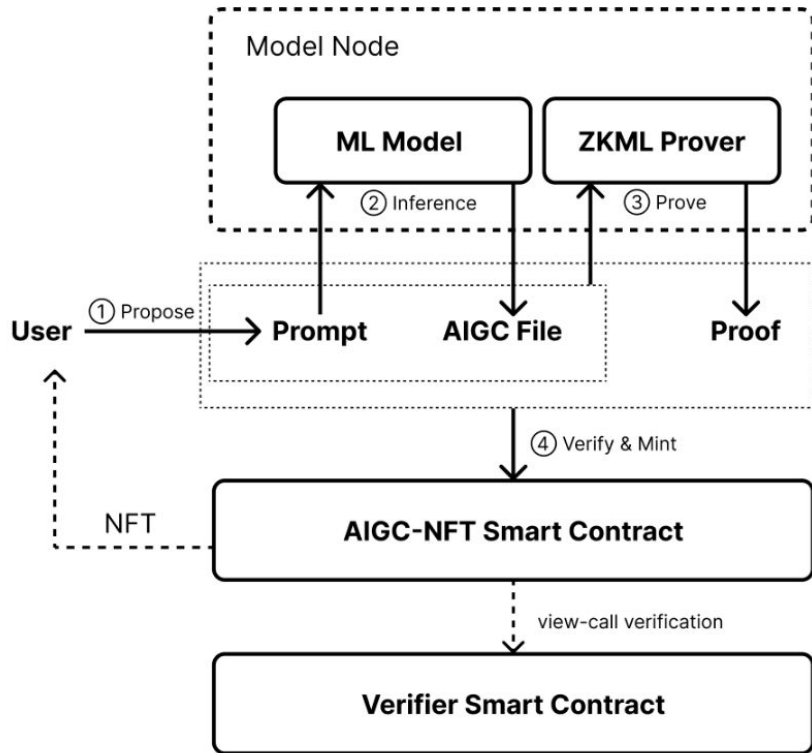 Model Node
ML Model
ZKML Prover
② Inference
③ Prove
① Propose
User
Prompt
AIGC File
Proof
④ Verify & Mint
NFT
AIGC-NFT Smart Contract
view-call verification
Verifier Smart Contract